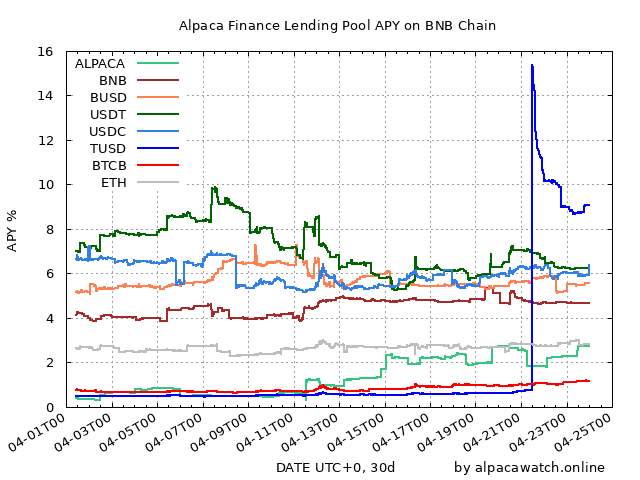 Alpaca Finance Lending Pool APY on BNB Chain
16
14
12
10
8
6
4
2
0
APY %
ALPACA
BNB
BUSD
USDT
USDC
TUSD
BTCB
ETH
04-01T00
04-03T00
04-05T00
04-07T00
04-09T00
04-11T00
04-13T00
04-15T00
04-17T00
04-19T00
04-21T00
04-23T00
04-25T00
DATE UTC+0, 30d
by alpacawatch.online